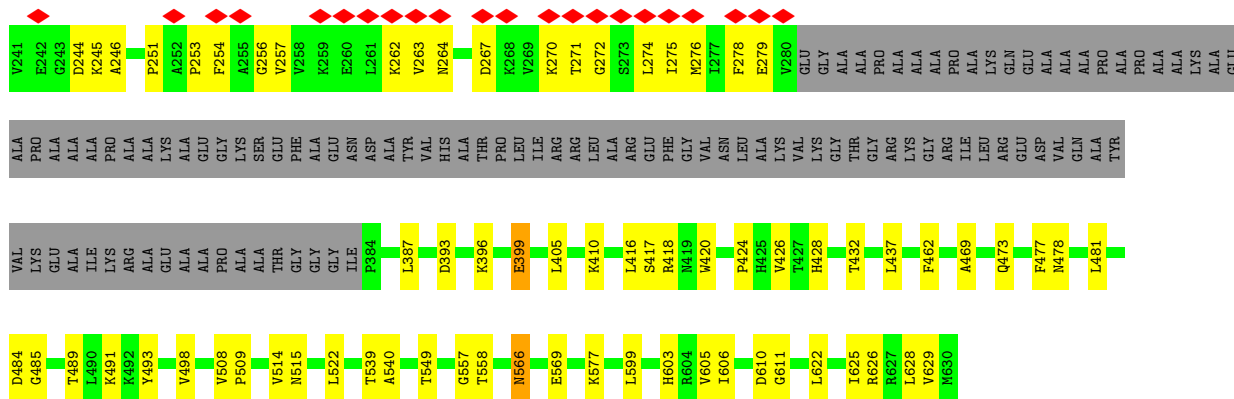 V241 E242 G243 D244 K245 A246 P251 A252 P253 F254 A255 G256 V257 V258 K259 E260 L261 K262 V263 N264 D267 K268 V269 K270 T271 G272 S273 L274 I275 M276 I277 F278 E279 V280 GLU GLY ALA ALA PRO ALA ALA ALA ALA PRO ALA LYS GLN GLU ALA ALA ALA ALA PRO ALA PRO ALA ALA ALA LYS ALA GLU
ALA PRO ALA ALA ALA ALA PRO ALA ALA LYS ALA GLU GLY LYS SER GLU PHE ALA GLU ASN ASP ALA TYR VAL HIS ALA THR PRO LEU ILE ARG ARG LEU ALA ARG GLU PHE GLY VAL ASN LEU ALA LYS VAL LYS GLY THR GLY ARG LYS GLY ARG ILE LEU ARG GLU ASP VAL GLN ALA TYR
VAL LYS GLU ALA ILE LYS ARG ALA GLU ALA ALA PRO ALA ALA THR GLY GLY GLY ILE P384 L387 D393 K396 E399 L405 K410 L416 S417 R418 N419 W420 P424 H425 V426 T427 H428 T432 L437 F462 A469 Q473 F477 N478 L481
D484 G485 T489 L490 K491 K492 Y493 V498 V508 P509 V514 N515 L522 T539 A540 T549 G557 T558 N566 E569 K577 L599 H603 R604 V605 I606 D610 G611 L622 I625 R626 R627 L628 V629 M630